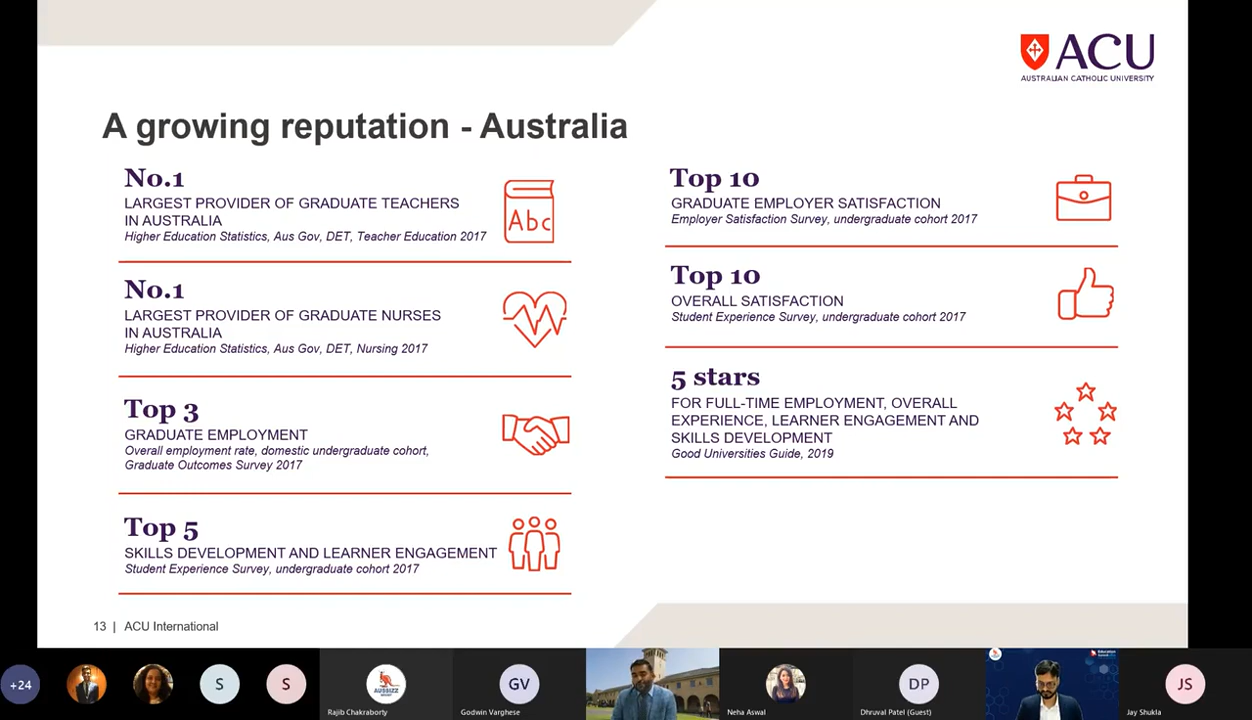 ACU
AUSTRALIAN CATHOLIC UNIVERSITY
A growing reputation - Australia
No.1
LARGEST PROVIDER OF GRADUATE TEACHERS
IN AUSTRALIA
Higher Education Statistics, Aus Gov, DET, Teacher Education 2017
Abc
No.1
LARGEST PROVIDER OF GRADUATE NURSES
IN AUSTRALIA
Higher Education Statistics, Aus Gov, DET, Nursing 2017
Top 3
GRADUATE EMPLOYMENT
Overall employment rate, domestic undergraduate cohort,
Graduate Outcomes Survey 2017
Top 5
SKILLS DEVELOPMENT AND LEARNER ENGAGEMENT
Student Experience Survey, undergraduate cohort 2017
Top 10
GRADUATE EMPLOYER SATISFACTION
Employer Satisfaction Survey, undergraduate cohort 2017
Top 10
OVERALL SATISFACTION
Student Experience Survey, undergraduate cohort 2017
5 stars
FOR FULL-TIME EMPLOYMENT, OVERALL
EXPERIENCE, LEARNER ENGAGEMENT AND
SKILLS DEVELOPMENT
Good Universities Guide, 2019
13 | ACU International
+24
S
S
AUSSIZZ
Rajib Chakraborty
GV
Godwin Varghese
Neha Aswal
DP
Dhruval Patel (Guest)
Education
JS
Jay Shukla